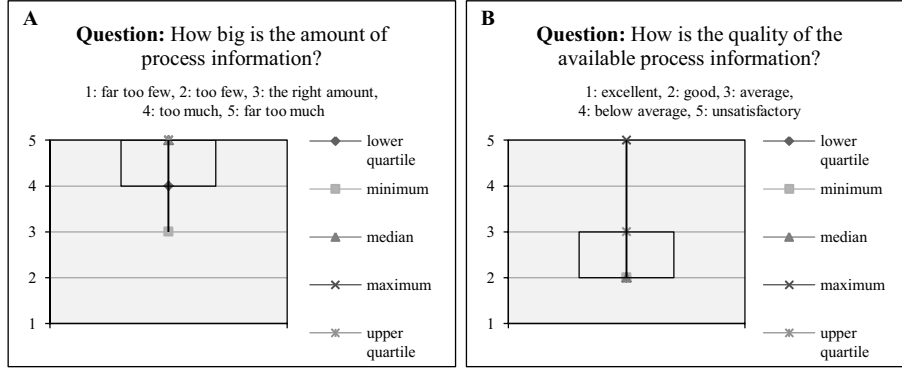 A
Question: How big is the amount of
process information?
1: far too few, 2: too few, 3: the right amount,
4: too much, 5: far too much
5
4
3
2
1
lower
quartile
minimum
median
maximum
upper
quartile
B
Question: How is the quality of the
available process information?
1: excellent, 2: good, 3: average,
4: below average, 5: unsatisfactory
5
4
3
2
1
lower
quartile
minimum
median
maximum
upper
quartile